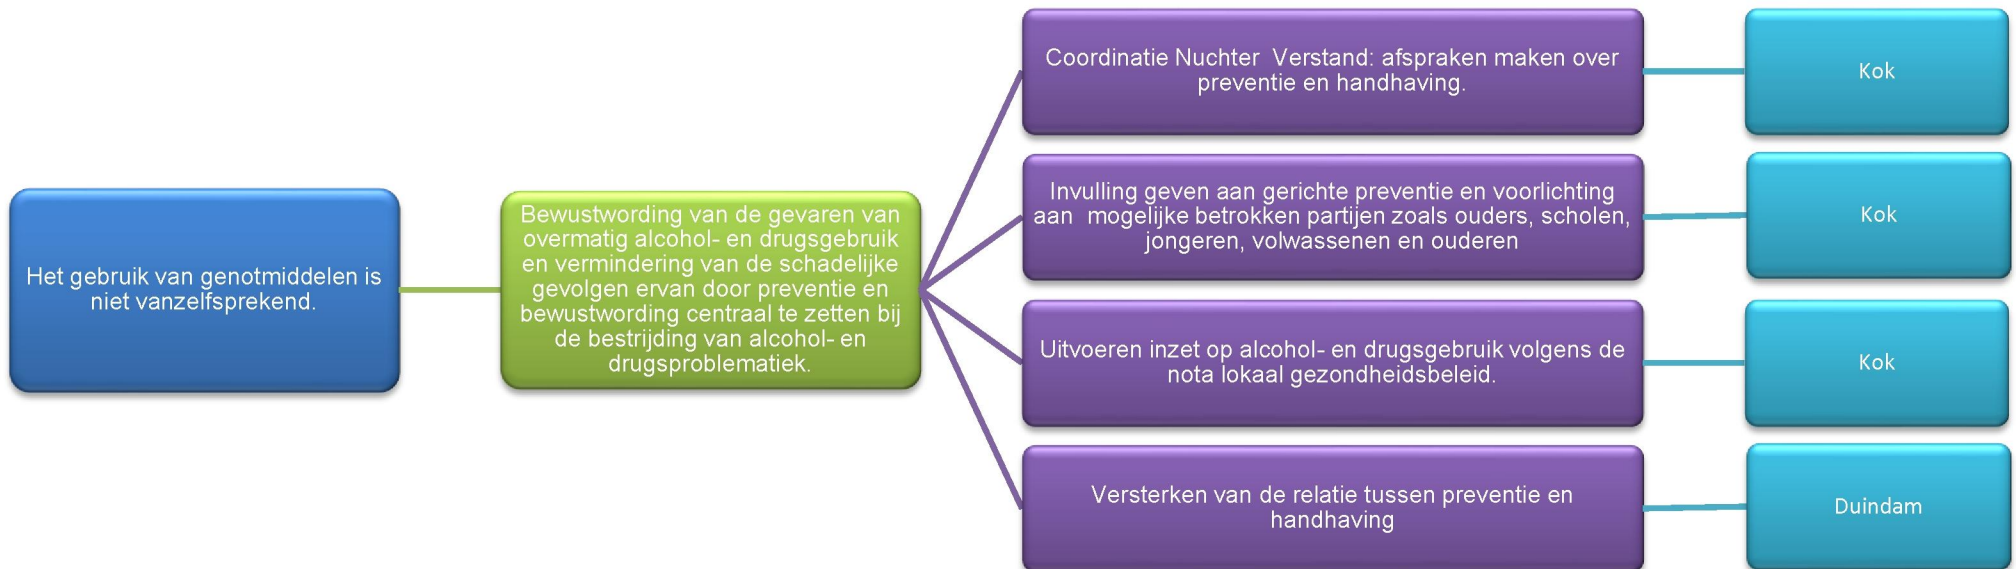 Het gebruik van genotmiddelen is
niet vanzelfsprekend.
Bewustwording van de gevaren van
overmatig alcohol- en drugsgebruik
en vermindering van de schadelijke
gevolgen ervan door preventie en
bewustwording centraal te zetten bij
de bestrijding van alcohol- en
drugsproblematiek.
Coordinatie Nuchter  Verstand: afspraken maken over
preventie en handhaving.
Kok
Invulling geven aan gerichte preventie en voorlichting
aan  mogelijke betrokken partijen zoals ouders, scholen,
jongeren, volwassenen en ouderen
Kok
Uitvoeren inzet op alcohol- en drugsgebruik volgens de
nota lokaal gezondheidsbeleid.
Kok
Versterken van de relatie tussen preventie en
handhaving
Duindam